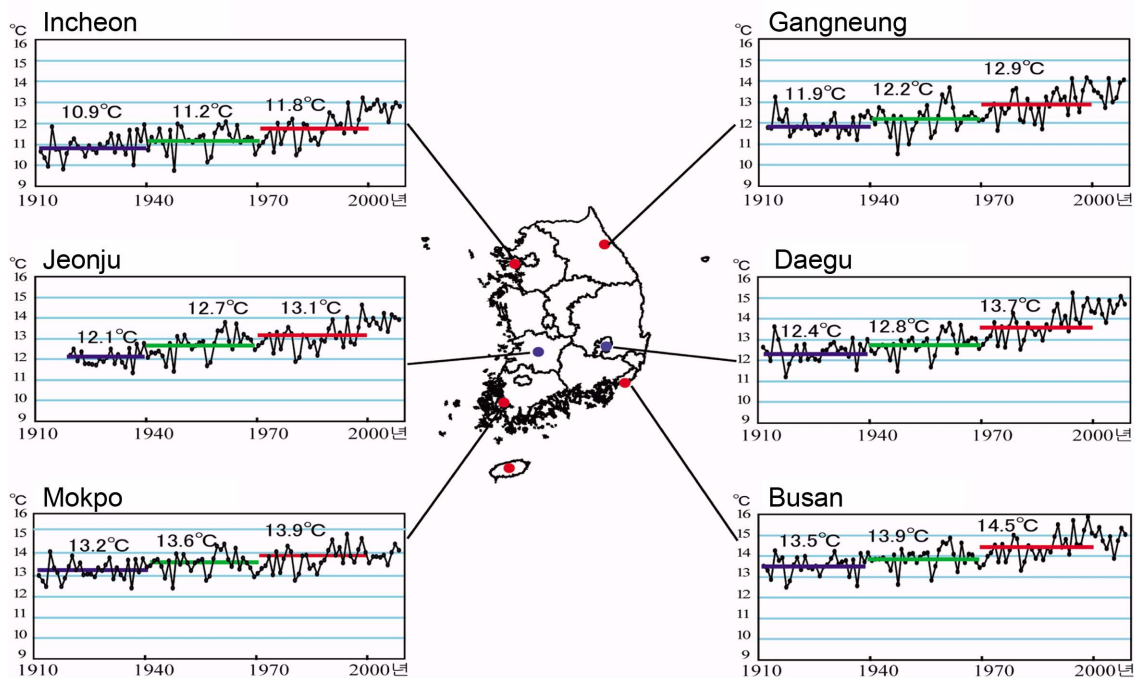 Incheon
°C
16
15
14
13
12
11
10
9
10.9°C
11.2°C
11.8°C
1910
1940
1970
2000년
Gangneung
°C
16
15
14
13
12
11
10
9
11.9°C
12.2°C
12.9°C
1910
1940
1970
2000년
Jeonju
°C
16
15
14
13
12
11
10
9
12.1°C
12.7°C
13.1°C
1910
1940
1970
2000년
Daegu
°C
16
15
14
13
12
11
10
9
12.4°C
12.8°C
13.7°C
1910
1940
1970
2000년
Mokpo
°C
16
15
14
13
12
11
10
9
13.2°C
13.6°C
13.9°C
1910
1940
1970
2000년
Busan
°C
16
15
14
13
12
11
10
9
13.5°C
13.9°C
14.5°C
1910
1940
1970
2000년